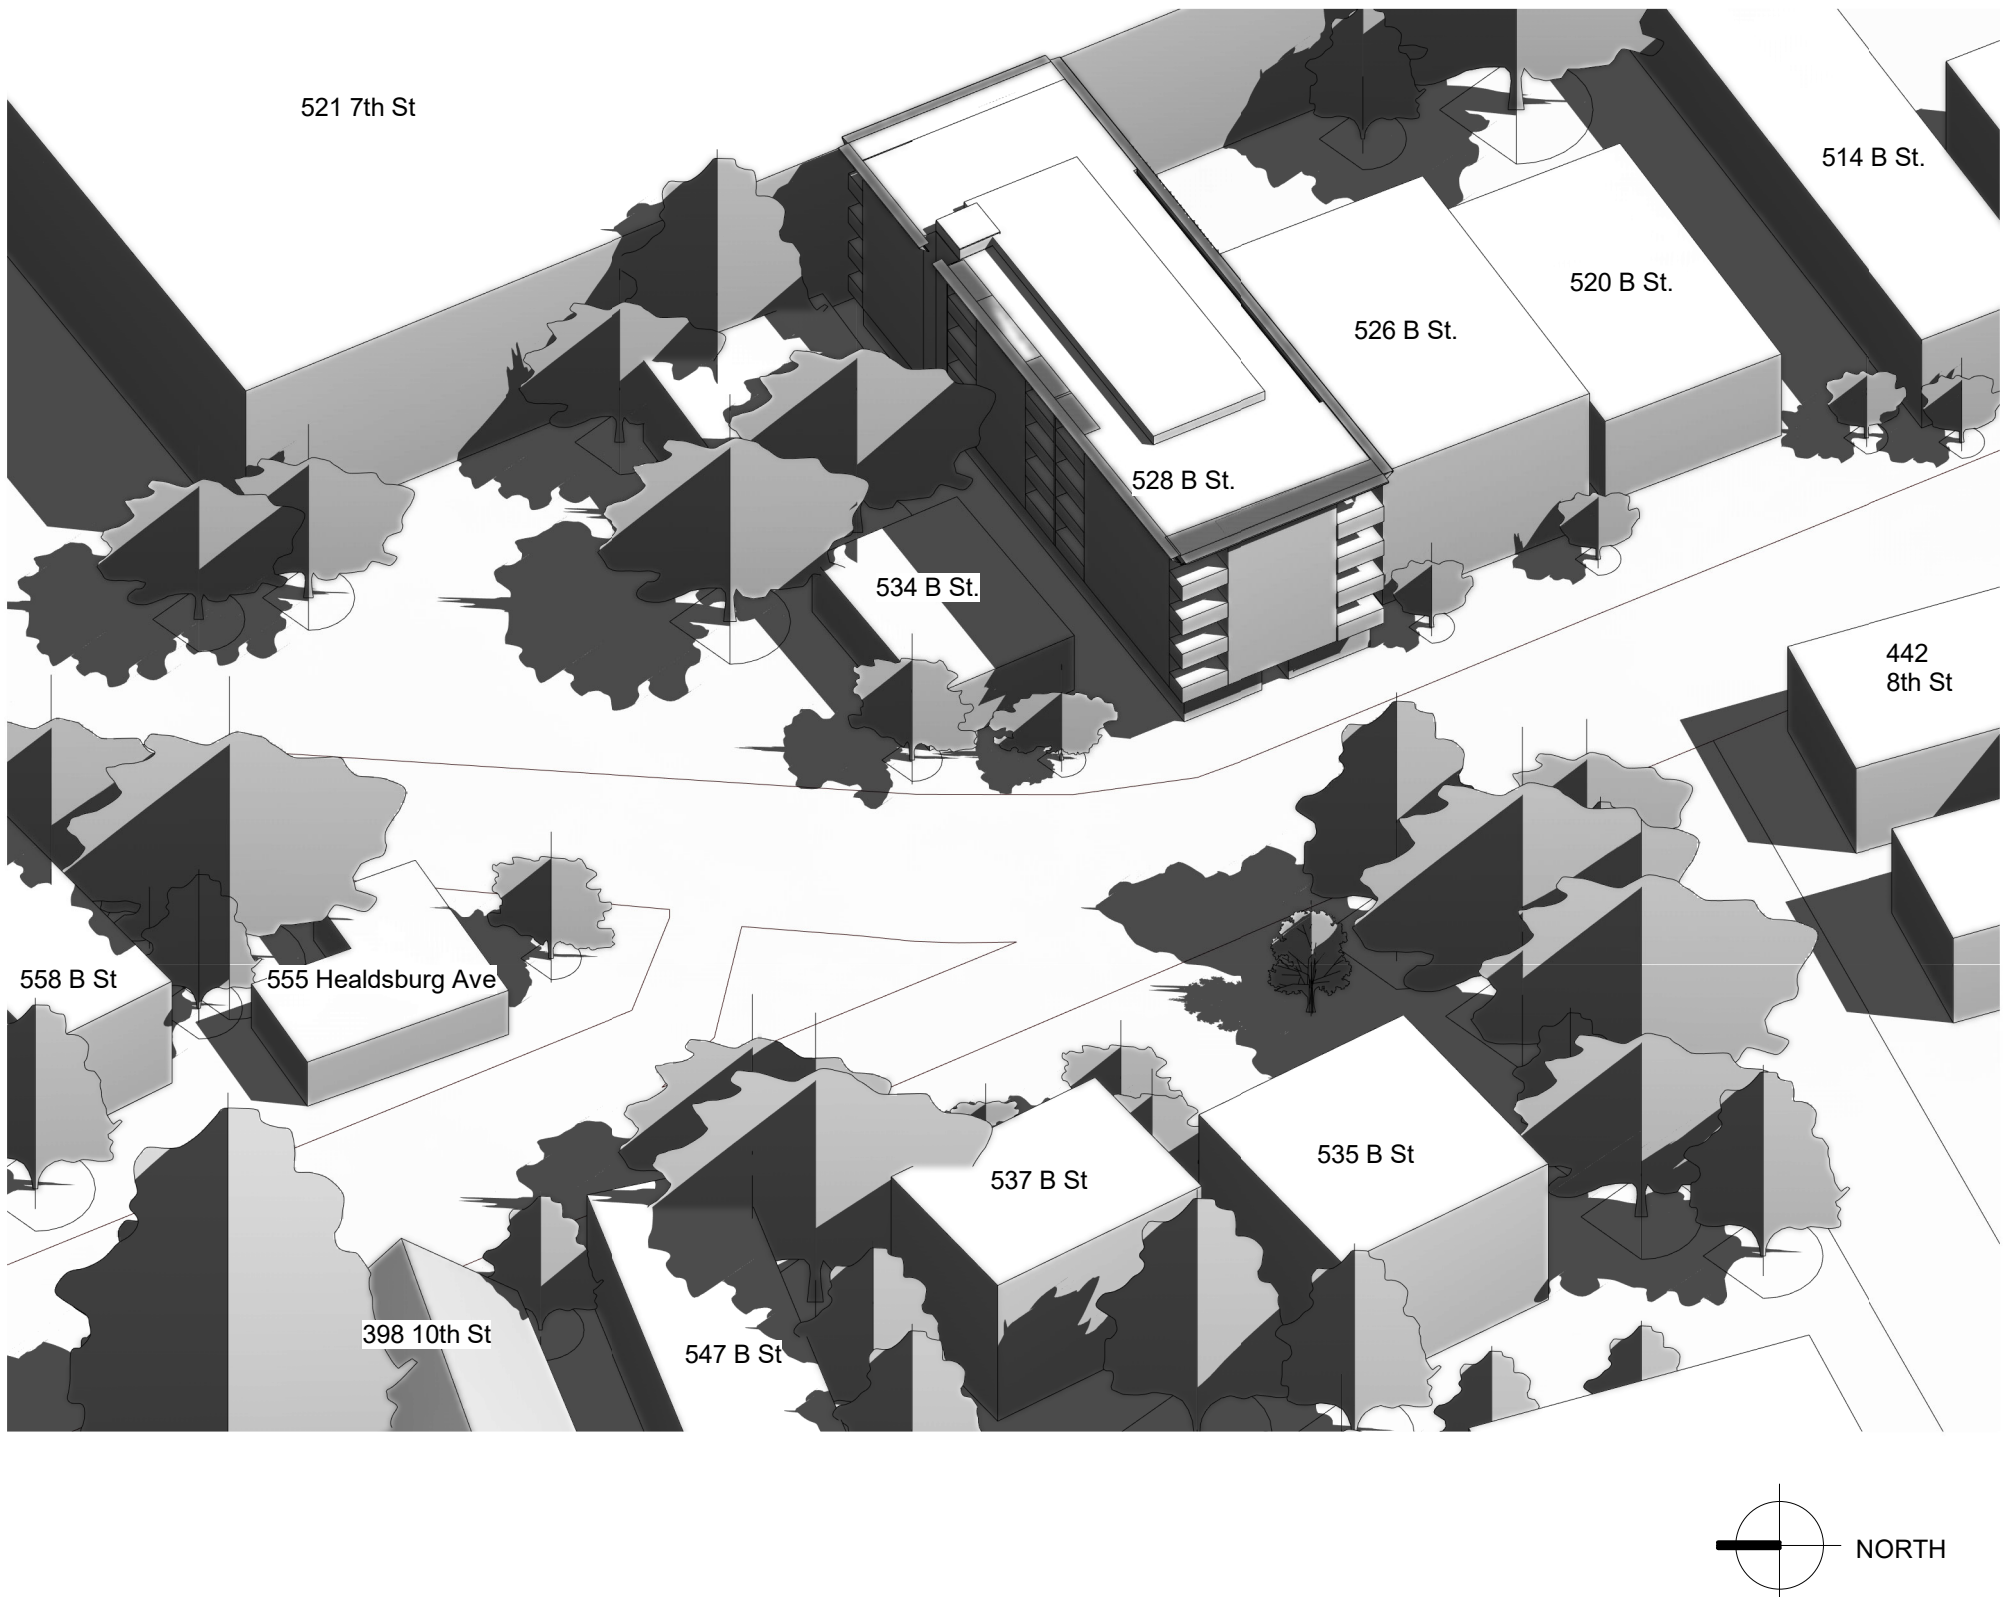 521 7th St
514 B St.
520 B St.
526 B St.
528 B St.
534 B St.
442
8th St
558 B St
555 Healdsburg Ave
535 B St
537 B St
398 10th St
547 B St
NORTH